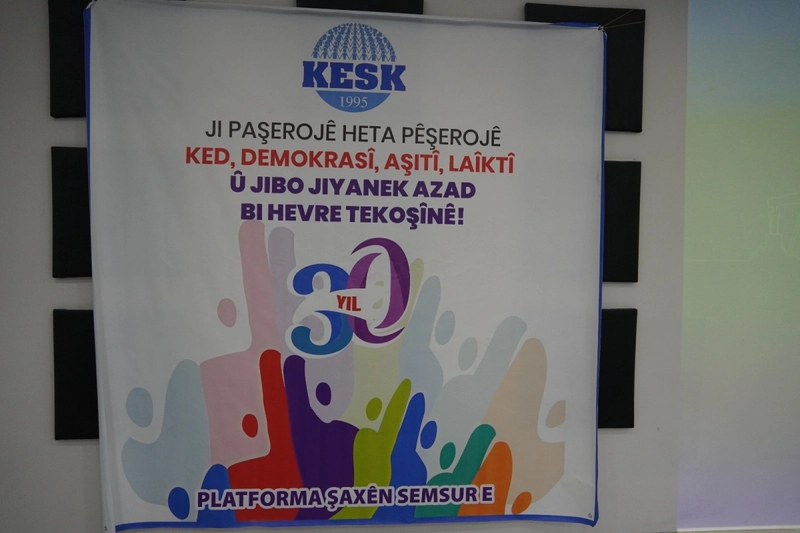 KESK
1995
JI PAŞEROJÊ HETA PÊŞEROJÊ
KED, DEMOKRASÎ, AŞITÎ, LAÎKTÎ
Û JIBO JIYANEK AZAD
BI HEVRE TEKOŞÎNÊ!
30
YIL
PLATFORMA ŞAXÊN SEMSUR E